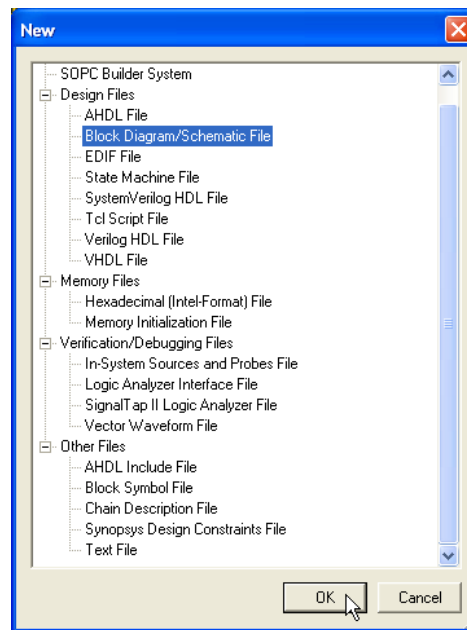 New
SOPC Builder System
Design Files
AHDL File
Block Diagram/Schematic File
EDIF File
State Machine File
SystemVerilog HDL File
Tcl Script File
Verilog HDL File
VHDL File
Memory Files
Hexadecimal (Intel-Format) File
Memory Initialization File
Verification/Debugging Files
In-System Sources and Probes File
Logic Analyzer Interface File
SignalTap II Logic Analyzer File
Vector Waveform File
Other Files
AHDL Include File
Block Symbol File
Chain Description File
Synopsys Design Constraints File
Text File
OK Cancel